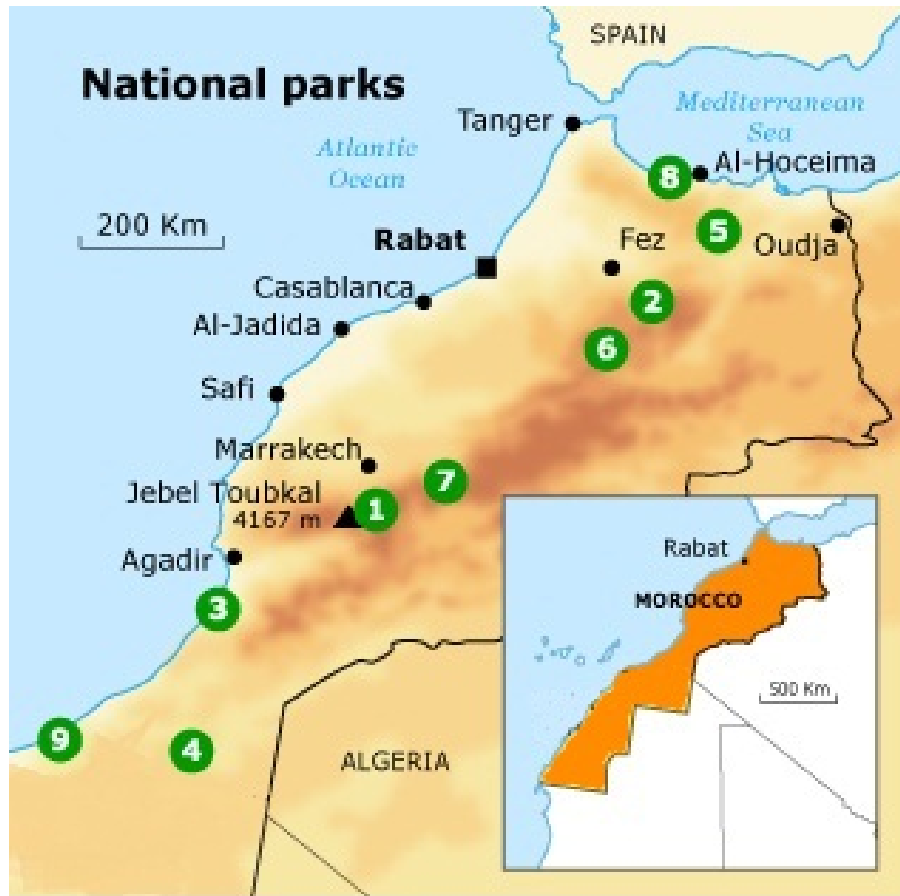 SPAIN
National parks
Mediterranean
Sea
Tanger
Atlantic
Ocean
Al-Hoceima
8
200 Km
5
Rabat
Fez
Oudja
Casablanca
2
Al-Jadida
6
Safi
Marrakech
7
Jebel Toubkal
4167 m
1
Rabat
Agadir
MOROCCO
3
500 Km
9
4
ALGERIA